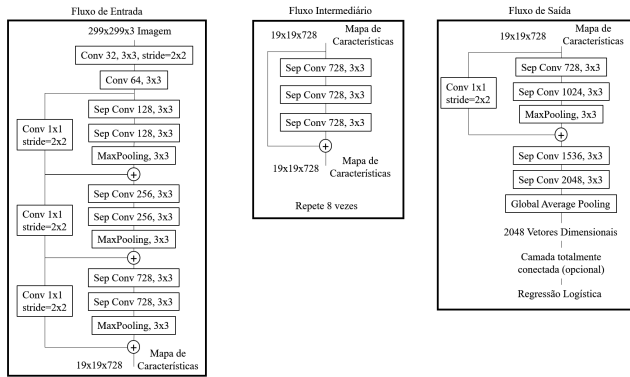 Fluxo de Entrada
299x299x3 Imagem
Conv 32, 3x3, stride=2x2
Conv 64, 3x3
Sep Conv 128, 3x3
Conv 1x1
stride=2x2
Sep Conv 128, 3x3
MaxPooling, 3x3
+
Sep Conv 256, 3x3
Conv 1x1
stride=2x2
Sep Conv 256, 3x3
MaxPooling, 3x3
+
Sep Conv 728, 3x3
Conv 1x1
stride=2x2
Sep Conv 728, 3x3
MaxPooling, 3x3
+
19x19x728
Mapa de
Características
Fluxo Intermediário
19x19x728
Mapa de
Características
Sep Conv 728, 3x3
Sep Conv 728, 3x3
Sep Conv 728, 3x3
+
19x19x728
Mapa de
Características
Repete 8 vezes
Fluxo de Saída
19x19x728
Mapa de
Características
Sep Conv 728, 3x3
Conv 1x1
stride=2x2
Sep Conv 1024, 3x3
MaxPooling, 3x3
+
Sep Conv 1536, 3x3
Sep Conv 2048, 3x3
Global Average Pooling
2048 Vetores Dimensionais
Camada totalmente
conectada (opcional)
Regressão Logística